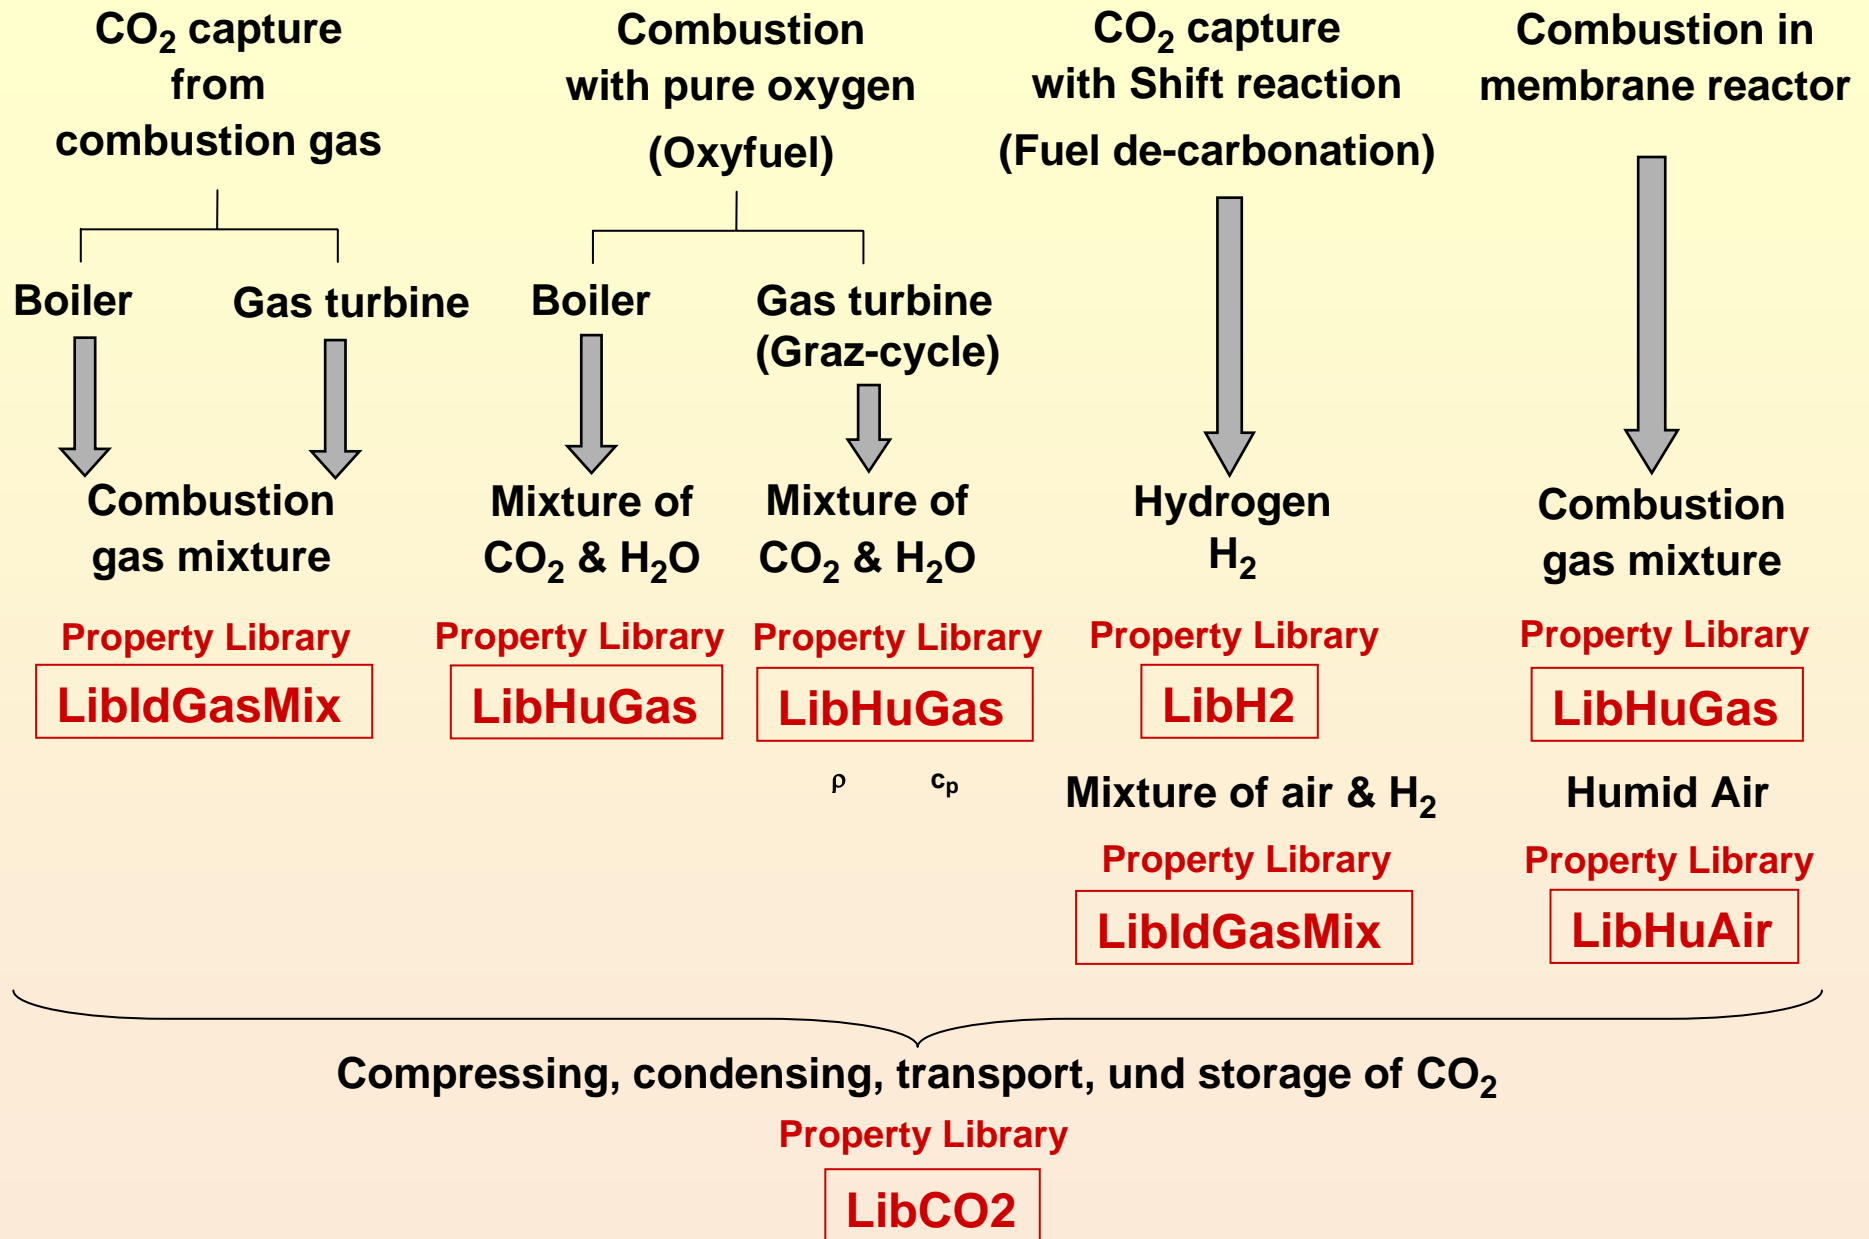 CO₂ capture
from
combustion gas
Boiler
Gas turbine
Combustion
gas mixture
Property Library
LibIdGasMix
Combustion
with pure oxygen
(Oxyfuel)
Boiler
Mixture of
CO₂ & H₂O
Property Library
LibHuGas
Gas turbine
(Graz-cycle)
Mixture of
CO₂ & H₂O
Property Library
LibHuGas
ρ cₚ
CO₂ capture
with Shift reaction
(Fuel de-carbonation)
Hydrogen
H₂
Property Library
LibH2
Mixture of air & H₂
Property Library
LibIdGasMix
Combustion in
membrane reactor
Combustion
gas mixture
Property Library
LibHuGas
Humid Air
Property Library
LibHuAir
Compressing, condensing, transport, und storage of CO₂
Property Library
LibCO2